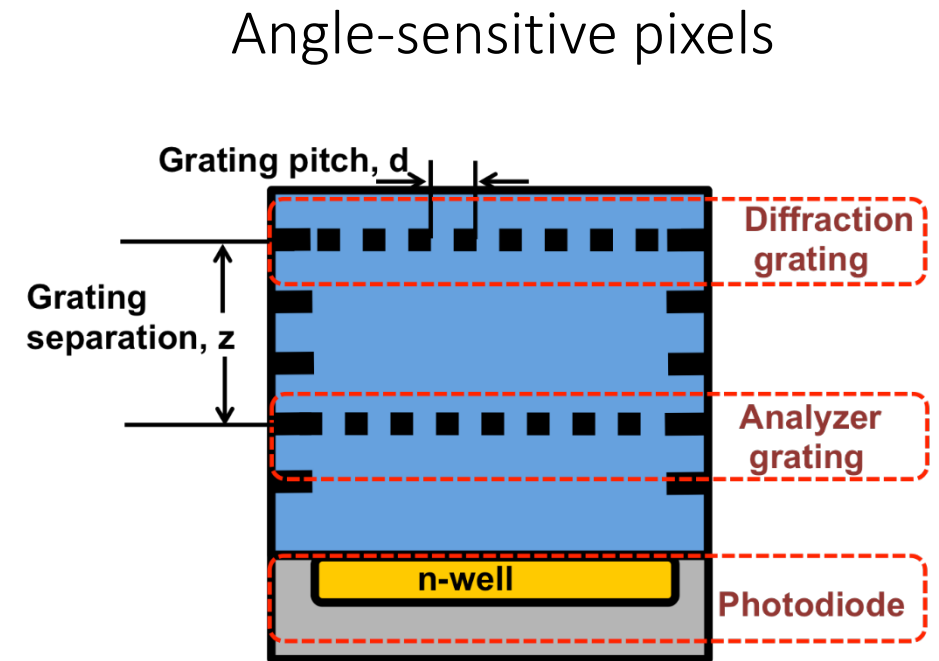 Angle-sensitive pixels
Grating pitch, d
Diffraction
grating
Grating
separation, z
Analyzer
grating
n-well
Photodiode